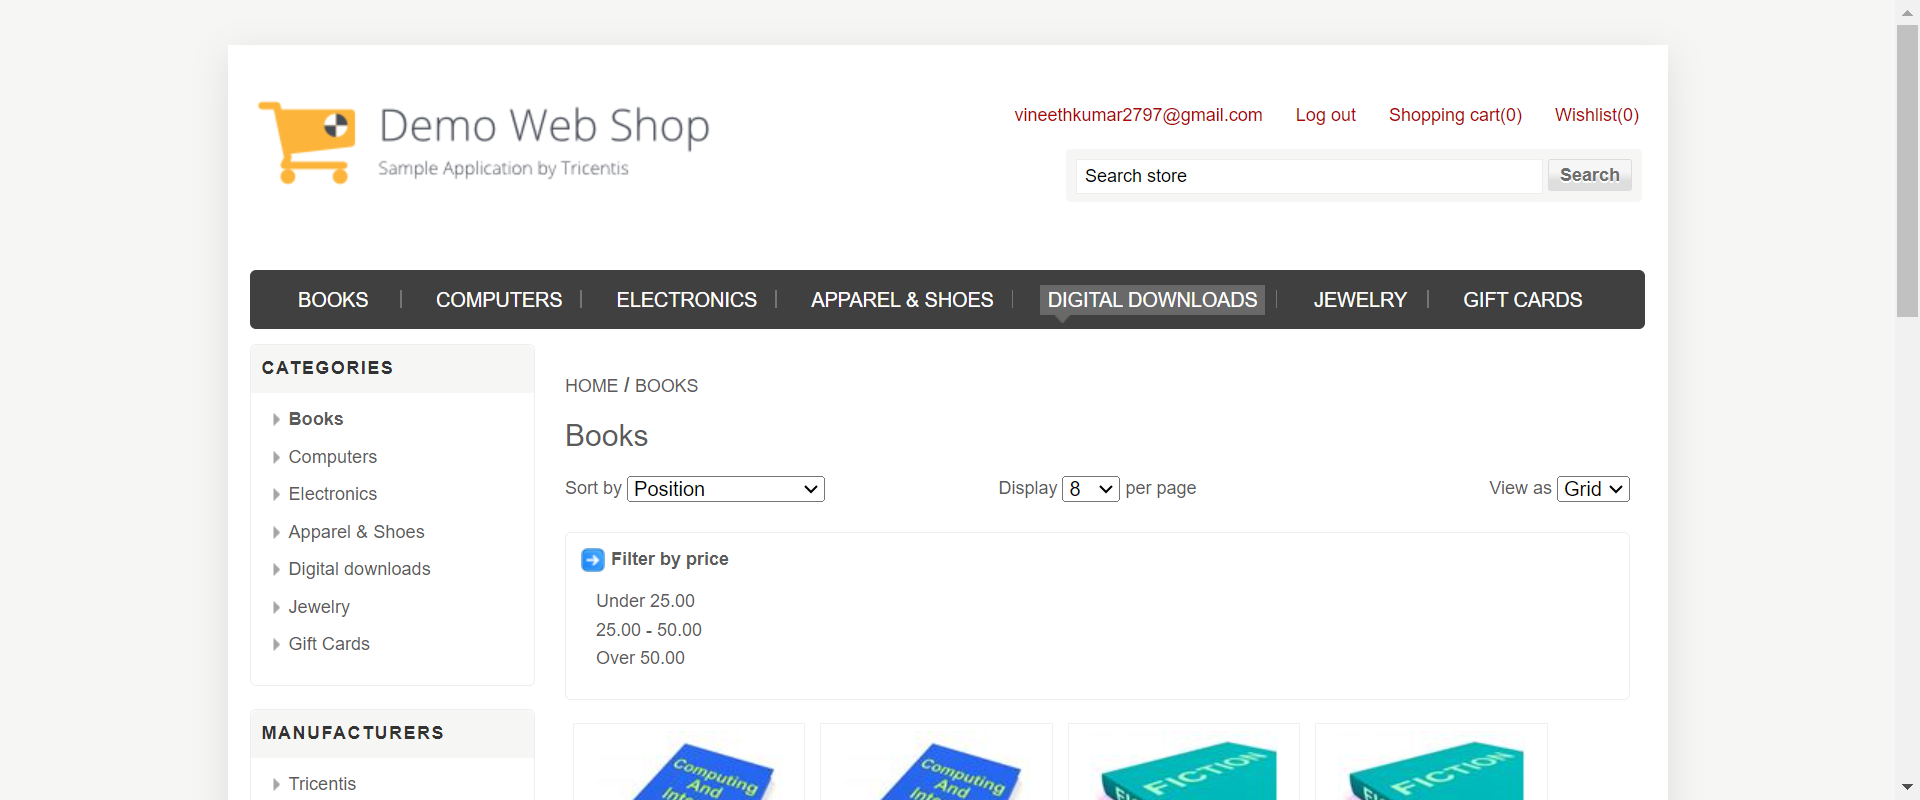 Demo Web Shop
Sample Application by Tricentis
vineethkumar2797@gmail.com Log out Shopping cart(0) Wishlist(0)
Search store Search
BOOKS COMPUTERS ELECTRONICS APPAREL & SHOES DIGITAL DOWNLOADS JEWELRY GIFT CARDS
CATEGORIES
Books
Computers
Electronics
Apparel & Shoes
Digital downloads
Jewelry
Gift Cards
MANUFACTURERS
Tricentis
HOME / BOOKS
Books
Sort by Position Display 8 per page View as Grid
Filter by price
Under 25.00
25.00 - 50.00
Over 50.00
Computing
And
Computing
And
FICTION
FICTION